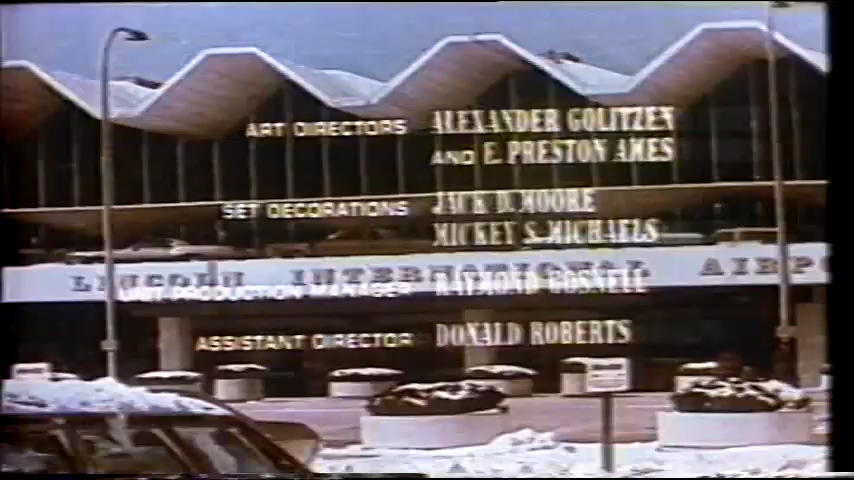 ART DIRECTORS ALEXANDER GOLITZEN
AND E. PRESTON AMES
SET DECORATIONS JACK D. MOORE
MICKEY S. MICHAELS
LINCOLN INTERNATIONAL AIRPO
UNIT PRODUCTION MANAGER RAYMOND GOSNELL
ASSISTANT DIRECTOR DONALD ROBERTS